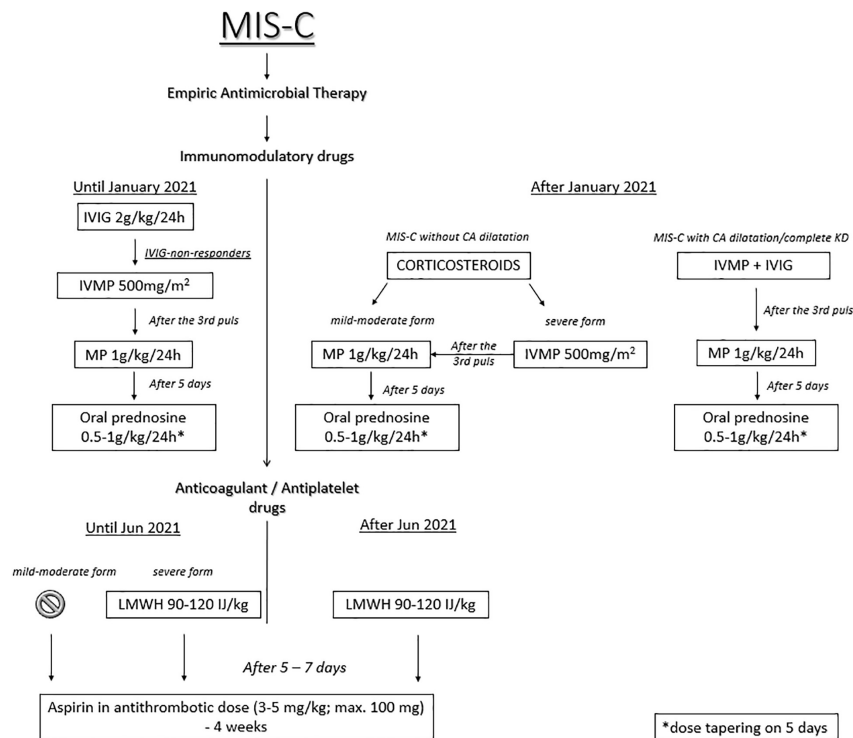 MIS-C
Empiric Antimicrobial Therapy
Immunomodulatory drugs
Until January 2021
IVIG 2g/kg/24h
IVIG-non-responders
IVMP 500mg/m²
After the 3rd puls
MP 1g/kg/24h
After 5 days
Oral prednosine
0.5-1g/kg/24h*
After January 2021
MIS-C without CA dilatation
CORTICOSTEROIDS
mild-moderate form
severe form
MP 1g/kg/24h
After the
3rd puls
IVMP 500mg/m²
After 5 days
Oral prednosine
0.5-1g/kg/24h*
MIS-C with CA dilatation/complete KD
IVMP + IVIG
After the 3rd puls
MP 1g/kg/24h
After 5 days
Oral prednosine
0.5-1g/kg/24h*
Anticoagulant / Antiplatelet
drugs
Until Jun 2021
mild-moderate form
severe form
LMWH 90-120 IJ/kg
After Jun 2021
LMWH 90-120 IJ/kg
After 5 – 7 days
Aspirin in antithrombotic dose (3-5 mg/kg; max. 100 mg)
- 4 weeks
*dose tapering on 5 days